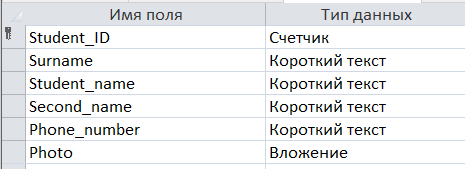 Имя поля Тип данных
Student_ID Счетчик
Surname Короткий текст
Student_name Короткий текст
Second_name Короткий текст
Phone_number Короткий текст
Photo Вложение